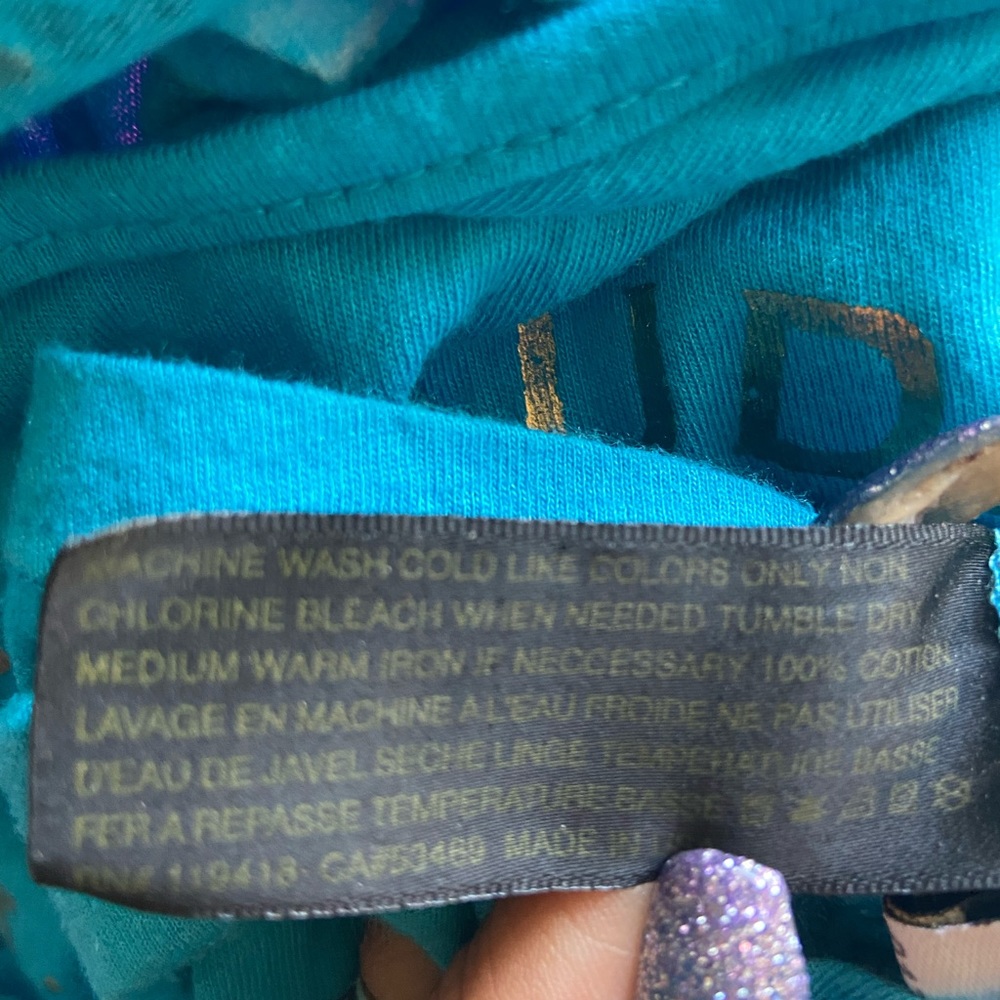 D
MACHINE WASH COLD LIKE COLORS ONLY NON
CHLORINE BLEACH WHEN NEEDED TUMBLE DRY
MEDIUM WARM IRON IF NECCESSARY 100% COTTON
LAVAGE EN MACHINE A L'EAU FROIDE NE PAS UTILISER
D'EAU DE JAVEL SECHE LINGE TEMPERATURE BASSE
FER A REPASSE TEMPERATURE BASSE
RN# 119418 CA#53469 MADE IN